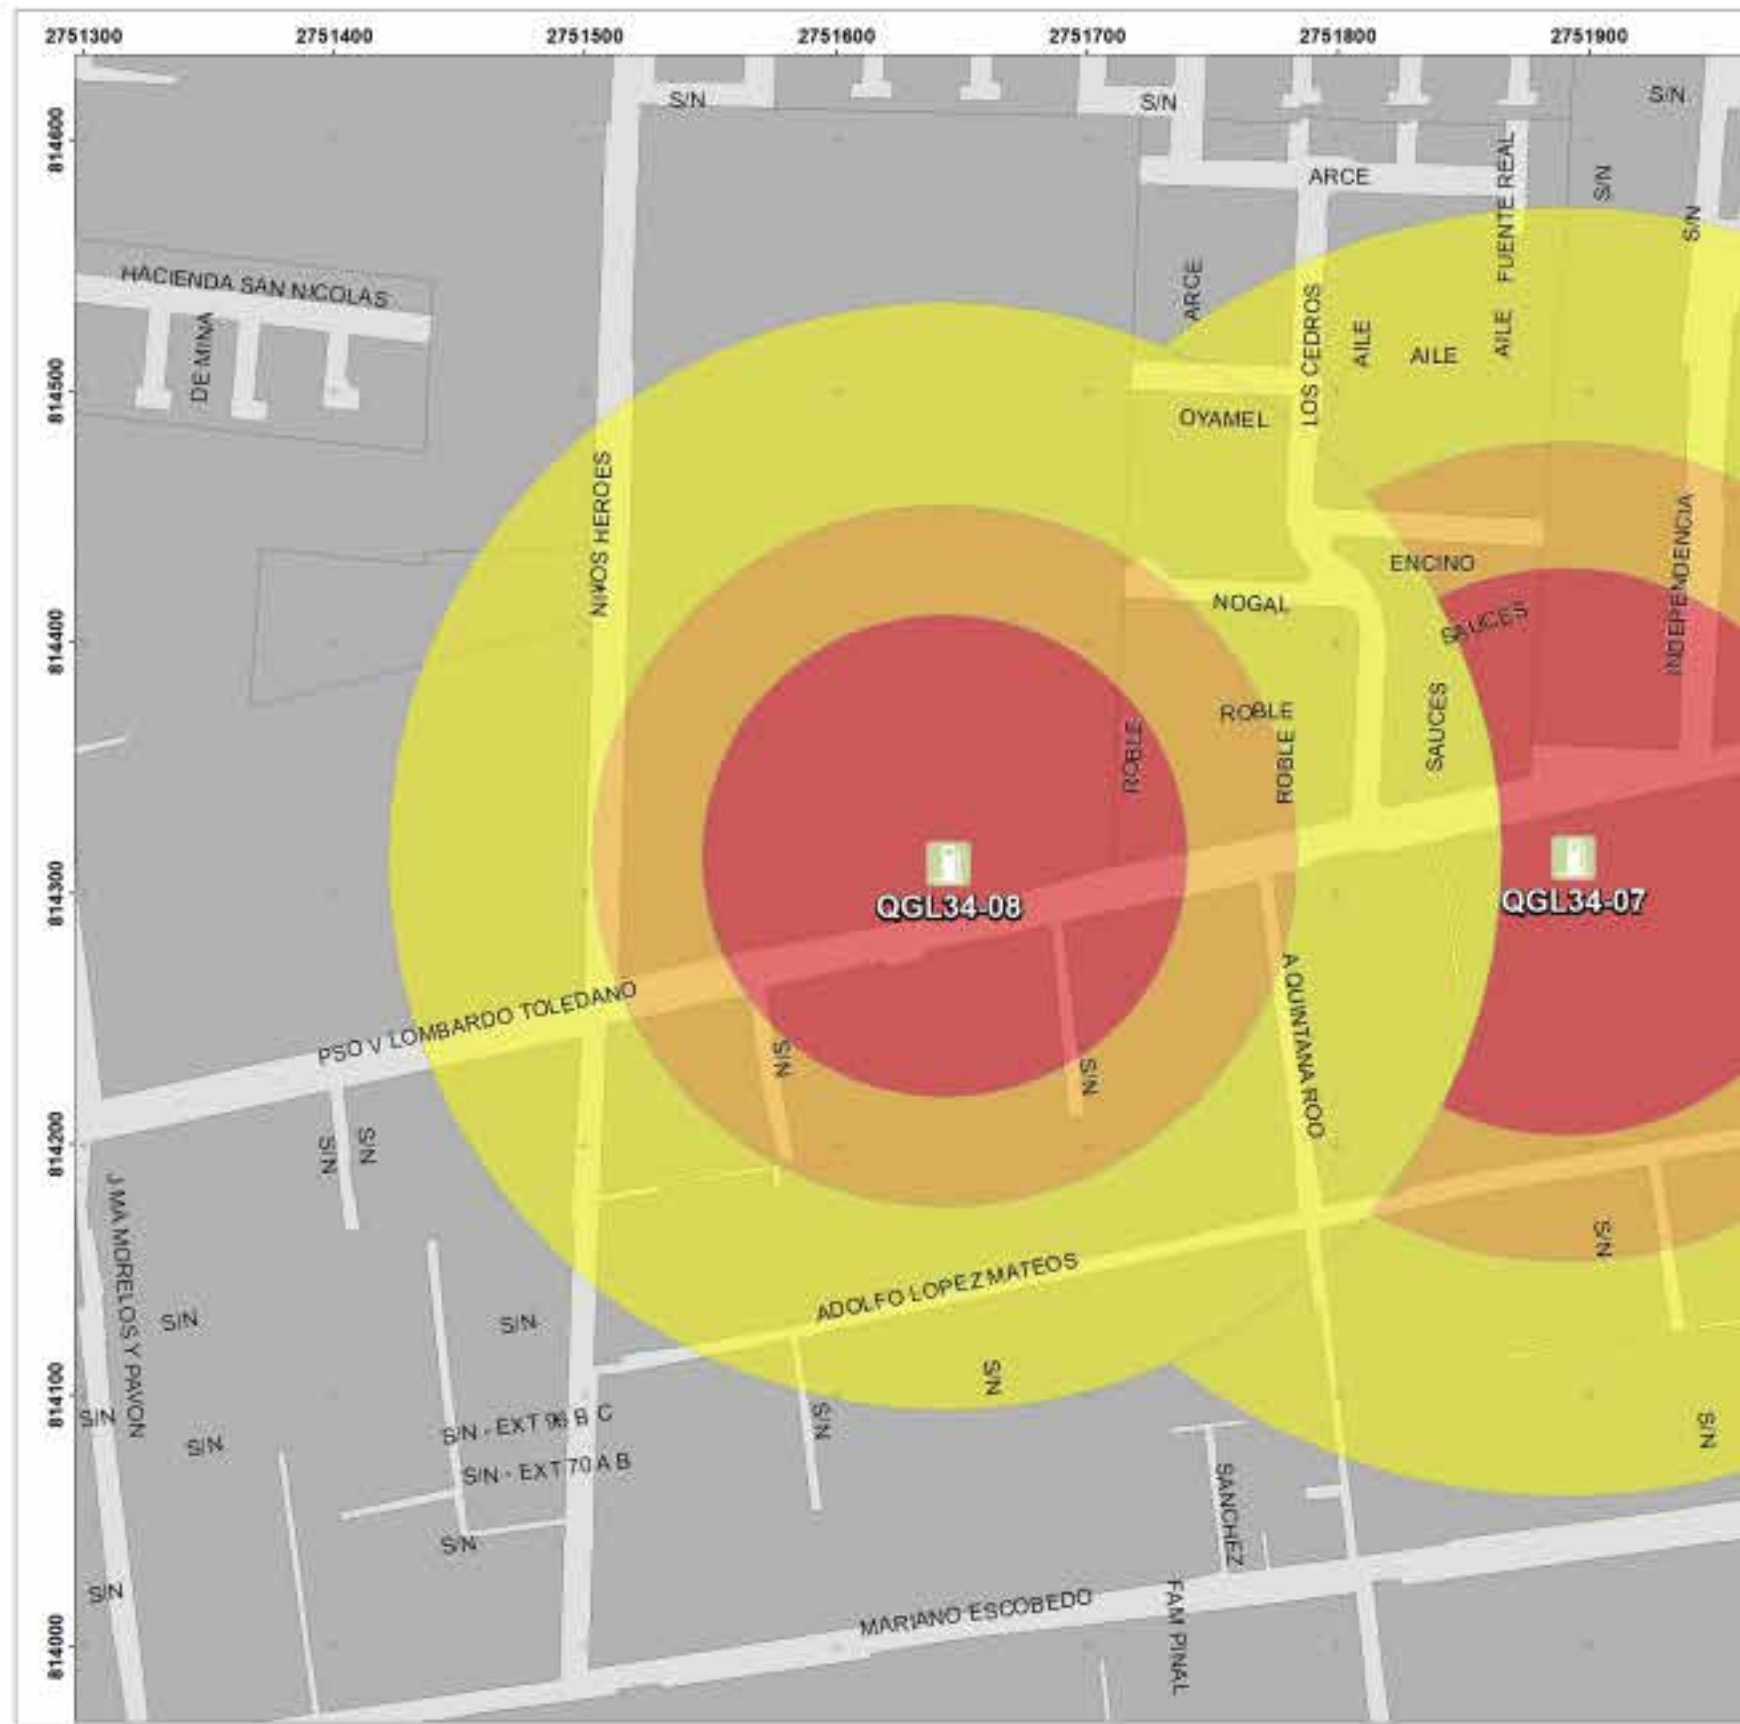 2751300 2751400 2751500 2751600 2751700 2751800 2751900
814600
814500
814400
814300
814200
814100
814000
S/N
S/N
S/N
ARCE
FUENTE REAL
S/N
S/N
HACIENDA SAN NICOLAS
DE MINA
ARCE
LOS CEDROS
AILE
AILE
AILE
OYAMEL
NIÑOS HEROES
ENCINO
INDEPENDENCIA
NOGAL
SAUCES
ROBLE
ROBLE
ROBLE
SAUCES
QGL34-08
QGL34-07
PSO V LOMBARDO TOLEDANO
A QUINTANA ROO
S/N
S/N
S/N
S/N
J MA MORELOS Y PAVON
ADOLFO LOPEZ MATEOS
S/N
S/N
S/N
S/N
S/N
S/N
S/N
S/N
S/N - EXT 96 B C
S/N - EXT 70 A B
S/N
SANCHEZ
S/N
MARIANO ESCOBEDO
FAM PINAL